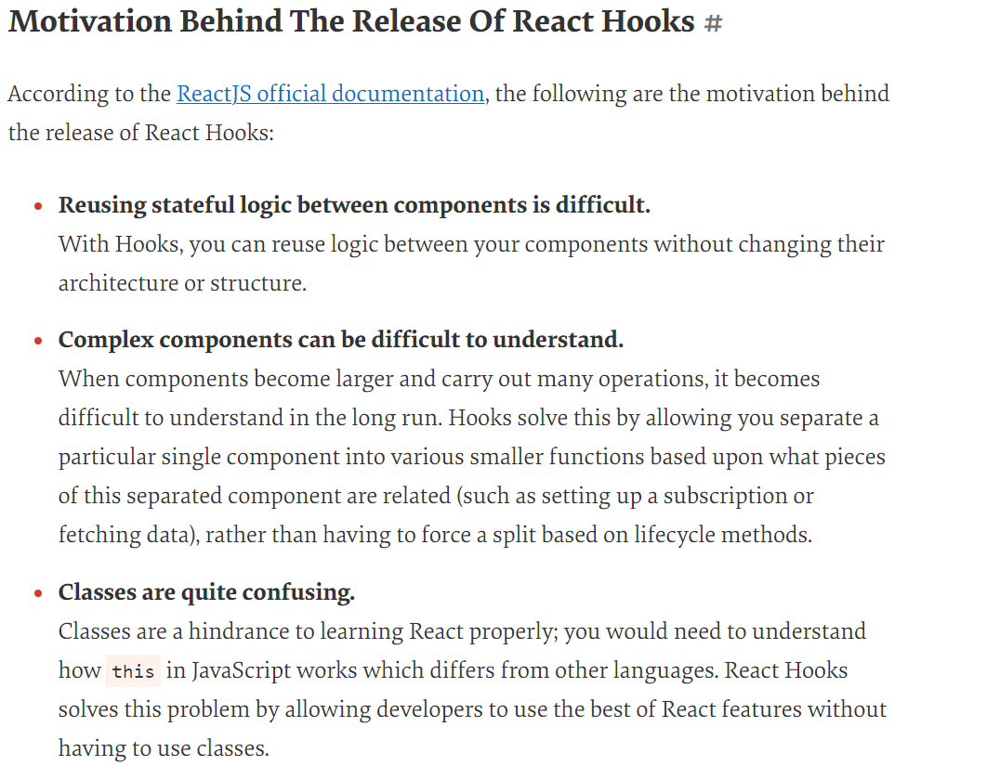 Motivation Behind The Release Of React Hooks #
According to the ReactJS official documentation, the following are the motivation behind
the release of React Hooks:
• Reusing stateful logic between components is difficult.
With Hooks, you can reuse logic between your components without changing their
architecture or structure.
• Complex components can be difficult to understand.
When components become larger and carry out many operations, it becomes
difficult to understand in the long run. Hooks solve this by allowing you separate a
particular single component into various smaller functions based upon what pieces
of this separated component are related (such as setting up a subscription or
fetching data), rather than having to force a split based on lifecycle methods.
• Classes are quite confusing.
Classes are a hindrance to learning React properly; you would need to understand
how this in JavaScript works which differs from other languages. React Hooks
solves this problem by allowing developers to use the best of React features without
having to use classes.